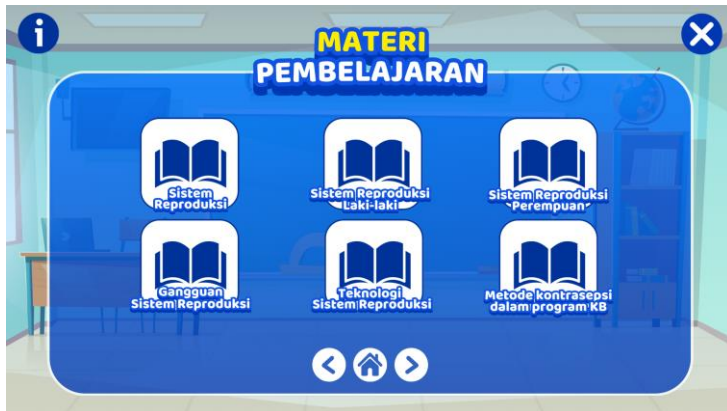 i
MATERI
PEMBELAJARAN
Sistem
Reproduksi
Sistem Reproduksi
Laki-laki
Sistem Reproduksi
Perempuan
Gangguan
Sistem Reproduksi
Teknologi
Sistem Reproduksi
Metode kontrasepsi
dalam program KB